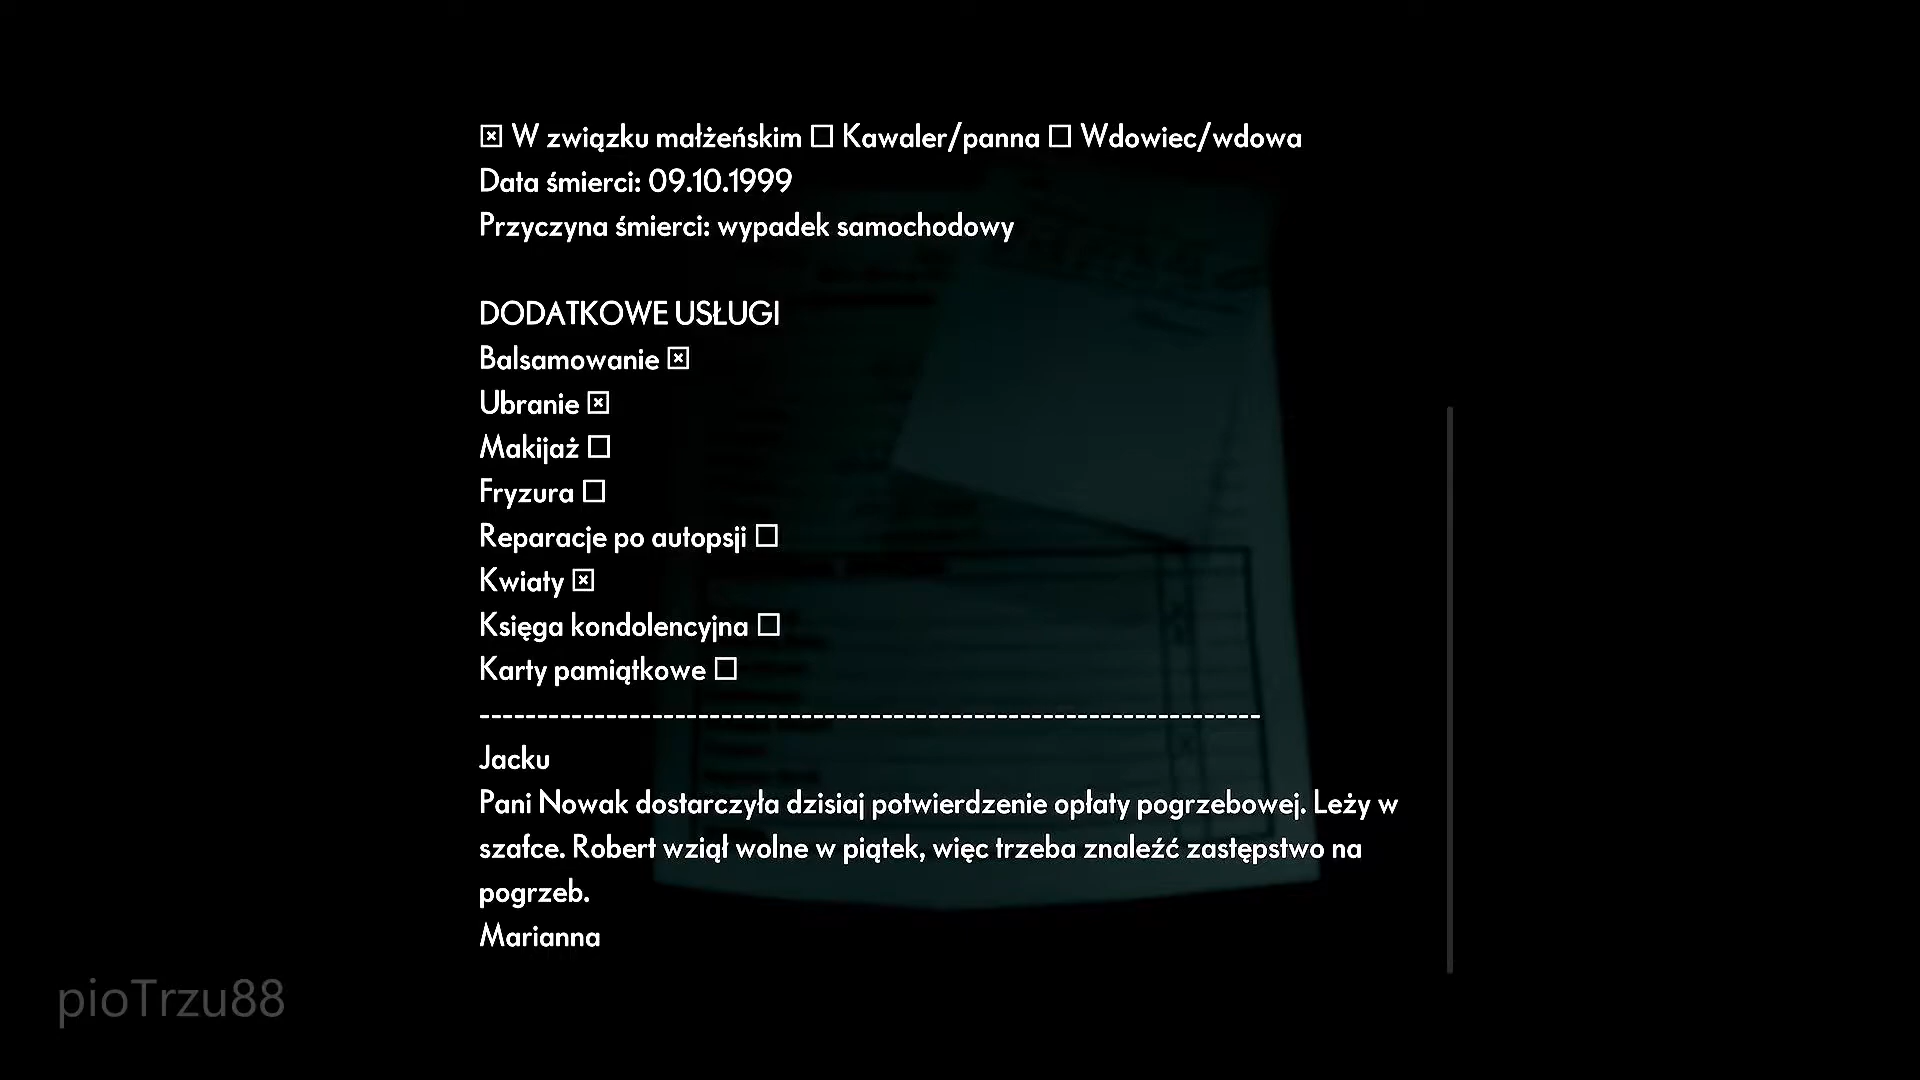 ☒ W związku małżeńskim ☐ Kawaler/panna ☐ Wdowiec/wdowa
Data śmierci: 09.10.1999
Przyczyna śmierci: wypadek samochodowy
DODATKOWE USŁUGI
Balsamowanie ☒
Ubranie ☒
Makijaż ☐
Fryzura ☐
Reparacje po autopsji ☐
Kwiaty ☒
Księga kondolencyjna ☐
Karty pamiątkowe ☐
--------------------------------------------------------------------
Jacku
Pani Nowak dostarczyła dzisiaj potwierdzenie opłaty pogrzebowej. Leży w
szafce. Robert wziął wolne w piątek, więc trzeba znaleźć zastępstwo na
pogrzeb.
Marianna
pioTrzu88